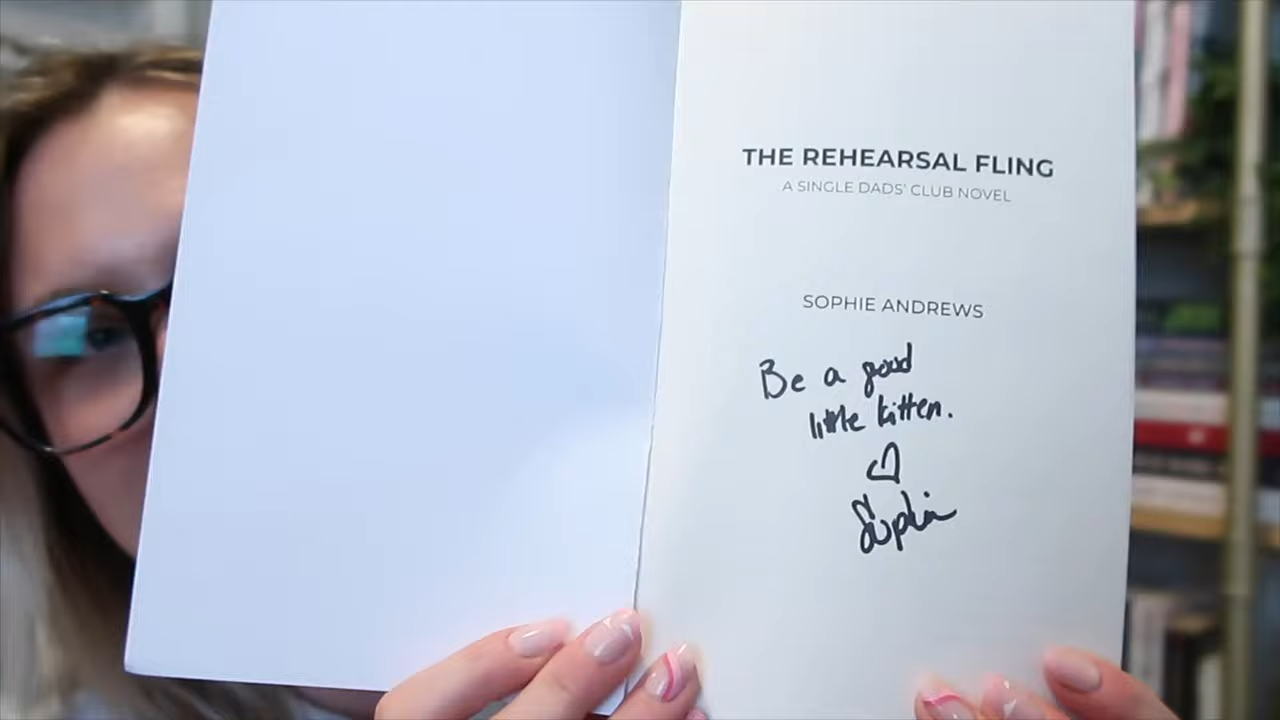 THE REHEARSAL FLING
A SINGLE DADS' CLUB NOVEL
SOPHIE ANDREWS
Be a good
little kitten.
♡
Sophie